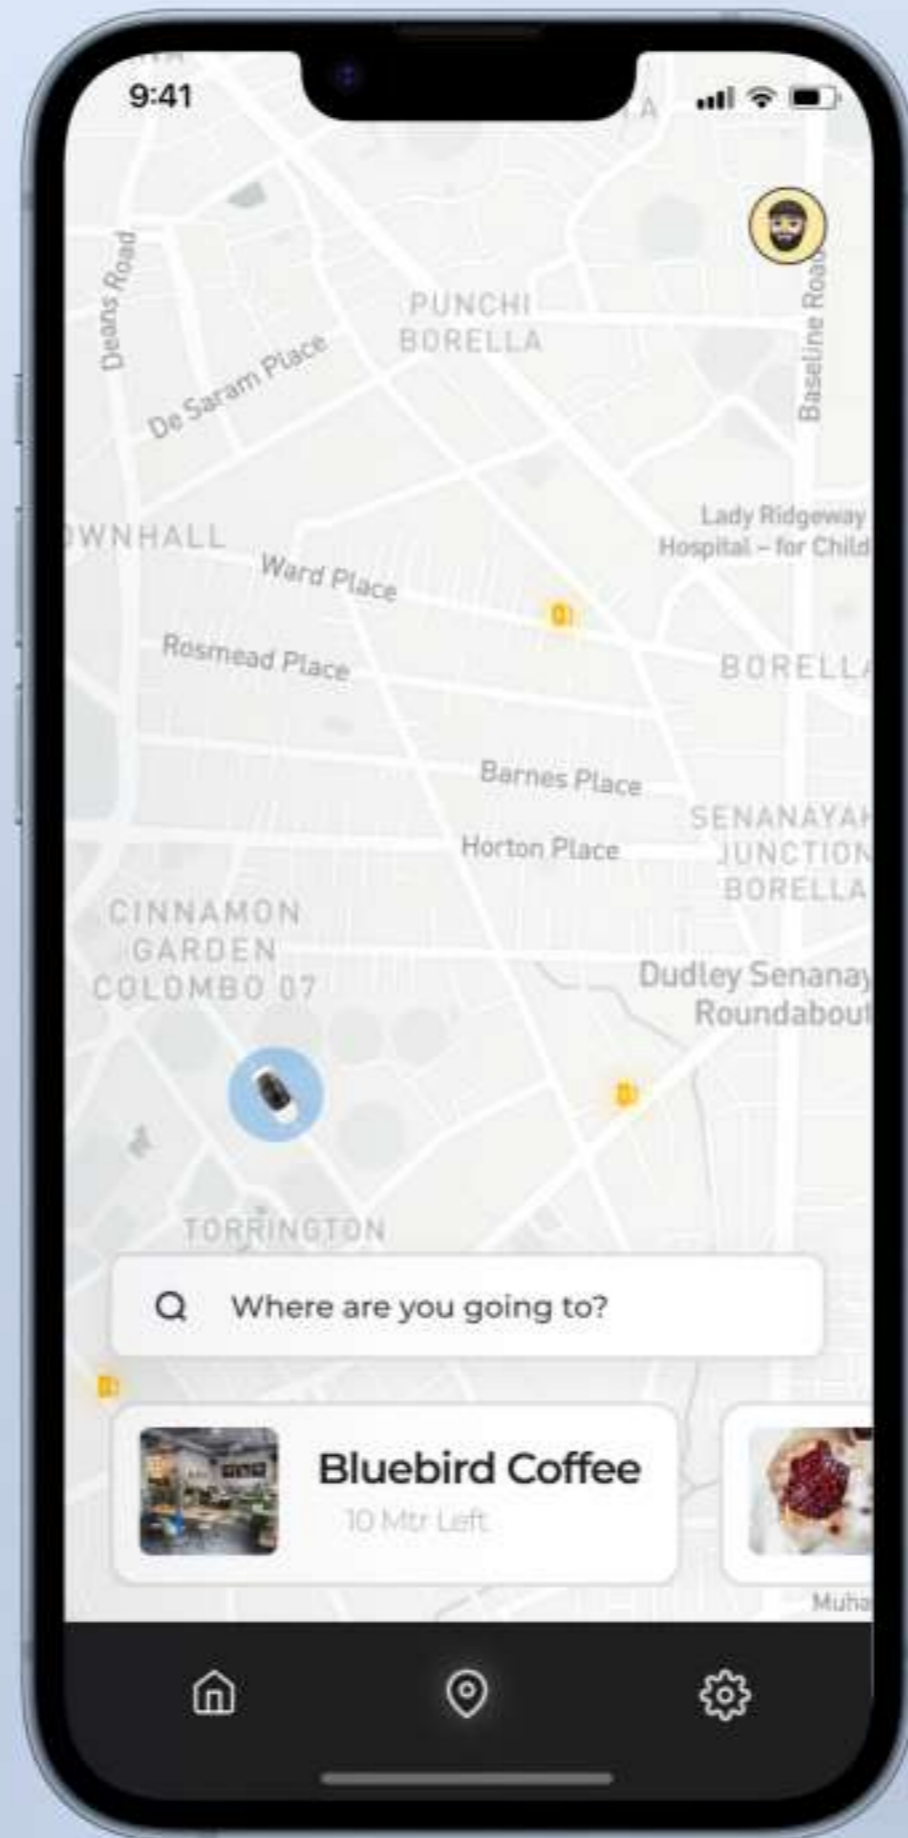 9:41
Deans Road
PUNCHI
BORELLA
De Saram Place
Baseline Road
Lady Ridgeway
Hospital – for Child
OWNHALL
Ward Place
Rosmead Place
BORELLA
Barnes Place
SENANAYAK
JUNCTION
BORELLA
Horton Place
CINNAMON
GARDEN
COLOMBO 07
Dudley Senanay
Roundabout
TORRINGTON
Where are you going to?
Bluebird Coffee
10 Mtr Left
Muha